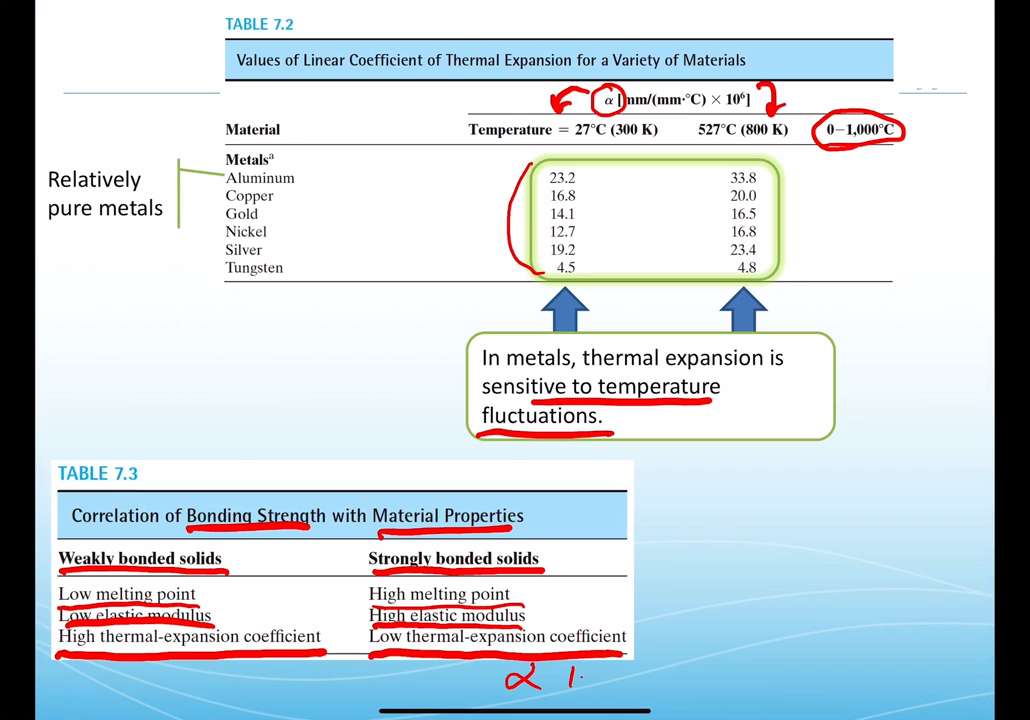 TABLE 7.2
Values of Linear Coefficient of Thermal Expansion for a Variety of Materials
α [mm/(mm·°C) × 10⁶]
Material Temperature = 27°C (300 K) 527°C (800 K) 0–1,000°C
Metalsᵃ
Relatively
pure metals
Aluminum 23.2 33.8
Copper 16.8 20.0
Gold 14.1 16.5
Nickel 12.7 16.8
Silver 19.2 23.4
Tungsten 4.5 4.8
In metals, thermal expansion is
sensitive to temperature
fluctuations.
TABLE 7.3
Correlation of Bonding Strength with Material Properties
Weakly bonded solids Strongly bonded solids
Low melting point High melting point
Low elastic modulus High elastic modulus
High thermal-expansion coefficient Low thermal-expansion coefficient
α